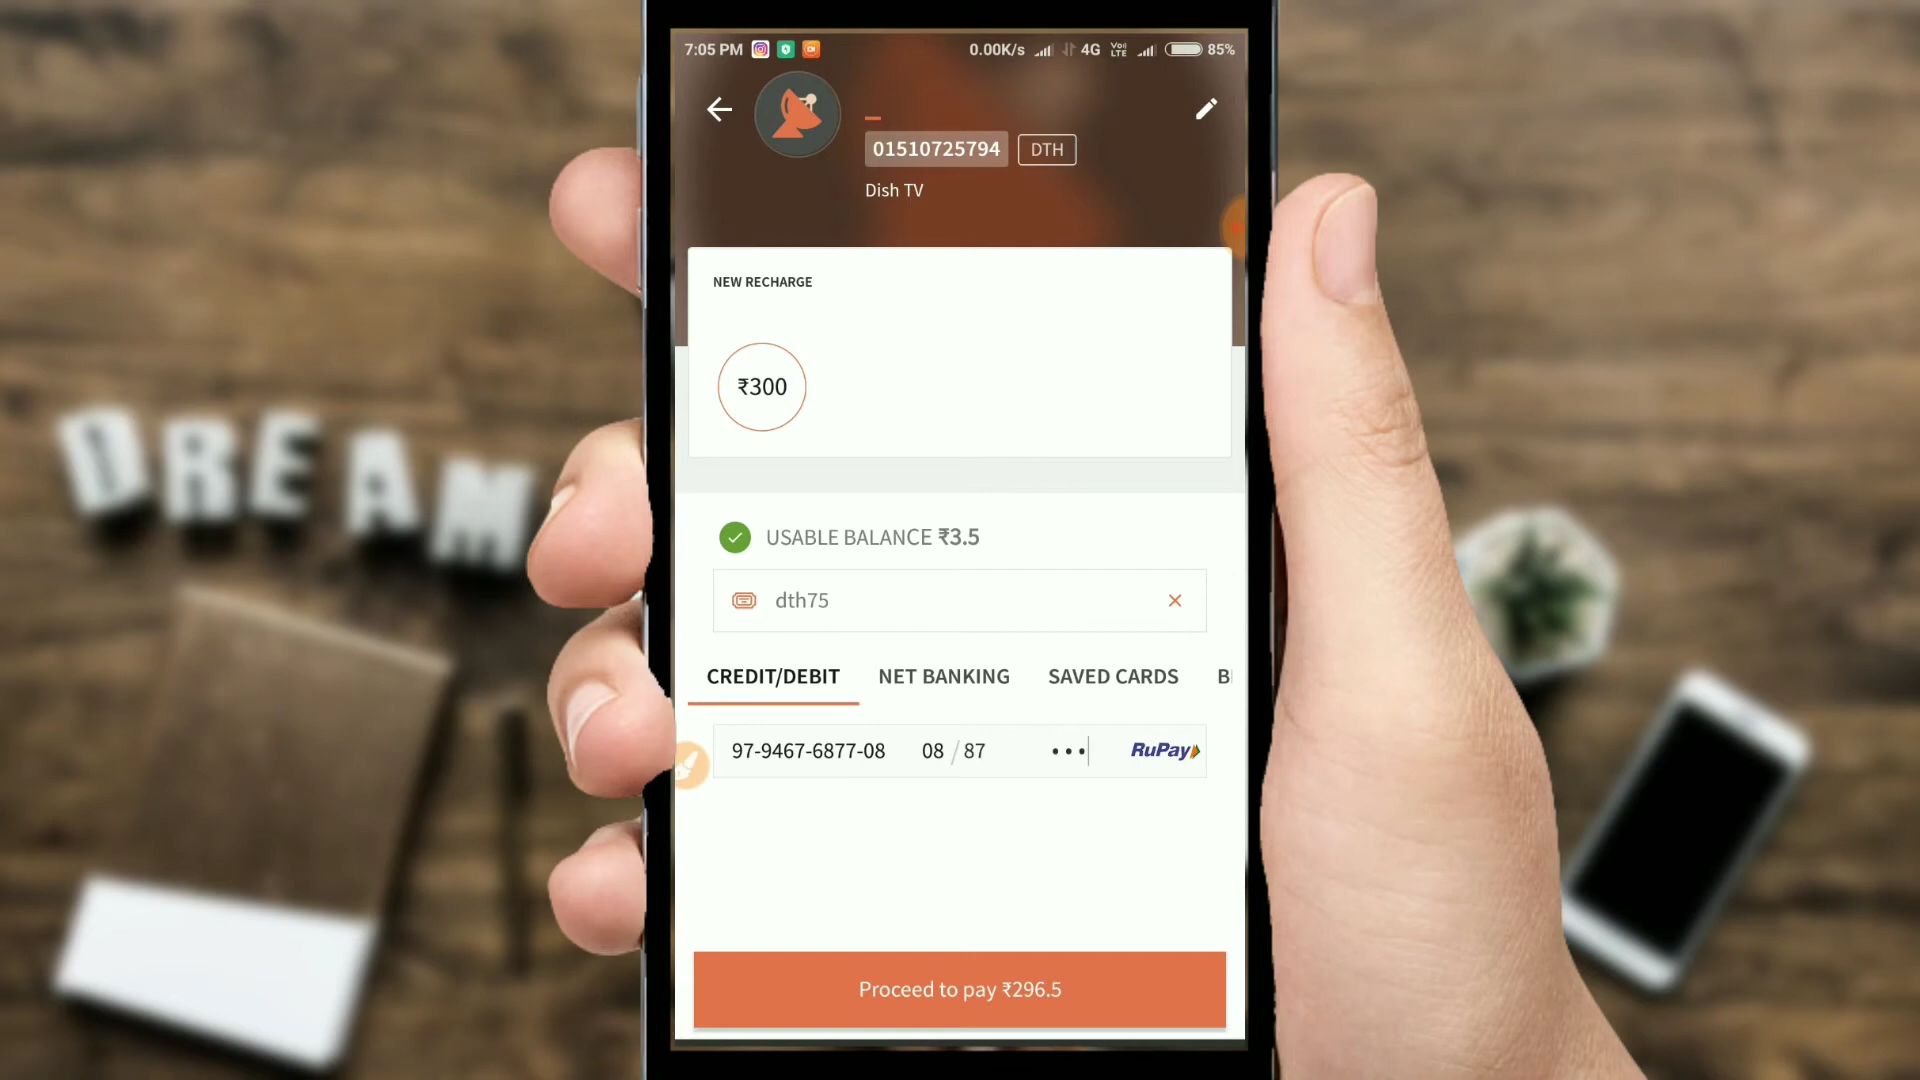 7:05 PM 0.00K/s 4G VoLTE 85%
01510725794 DTH
Dish TV
NEW RECHARGE
₹300
USABLE BALANCE ₹3.5
dth75
CREDIT/DEBIT NET BANKING SAVED CARDS B
97-9467-6877-08 08 / 87 RuPay
Proceed to pay ₹296.5
DREAM